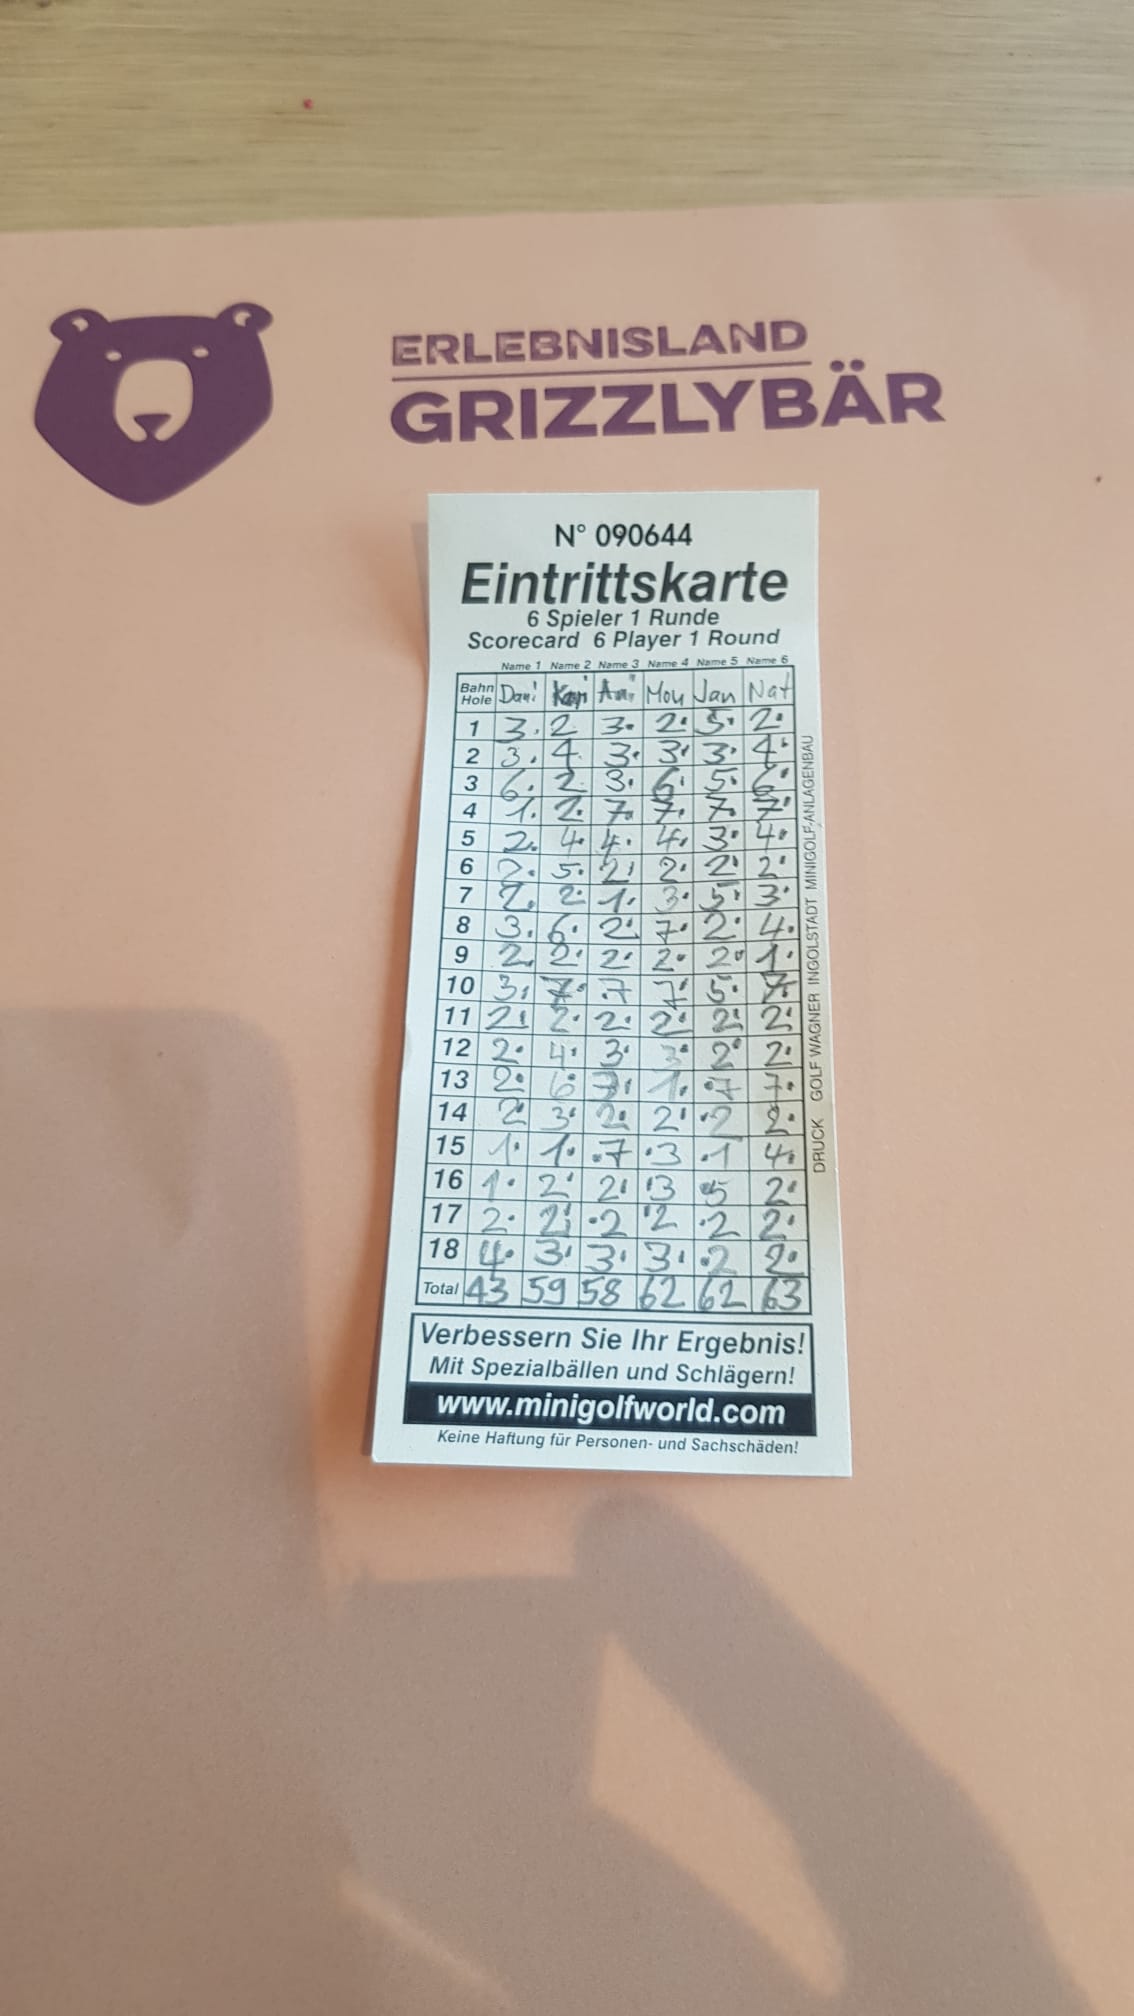 ERLEBNISLAND
GRIZZLYBÄR
N° 090644
Eintrittskarte
6 Spieler 1 Runde
Scorecard 6 Player 1 Round
Name 1 Name 2 Name 3 Name 4 Name 5 Name 6
Bahn Hole Dani Moy Jan Nat
1 3. 2. 3. 2. 5. 2.
2 3. 4. 3. 3. 3. 4.
3 6. 2. 3. 6. 5. 6.
4 1. 2. 7. 7. 7. 7.
5 2. 4. 4. 4. 3. 4.
6 2. 5. 2. 2. 2. 2.
7 2. 2. 1. 3. 5. 3.
8 3. 6. 2. 7. 2. 4.
9 2. 2. 2. 2. 2. 1.
10 3. 7. .7 7. 5. 7.
11 2. 2. 2. 2. 2. 2.
12 2. 4. 3. 3. 2. 2.
13 2. 6. 1. .7 7.
14 2. 3. 2. 2. .2 2.
15 1. 1. .7 .3 .1 4.
16 1. 2. 2. .3 .5 2.
17 2. 2. .2 .2 .2 2.
18 4. 3. 3. 3. .2 2.
Total 43 59 58 62 62 63
Verbessern Sie Ihr Ergebnis!
Mit Spezialbällen und Schlägern!
www.minigolfworld.com
Keine Haftung für Personen- und Sachschäden!
DRUCK GOLF WAGNER INGOLSTADT MINIGOLF-ANLAGENBAU